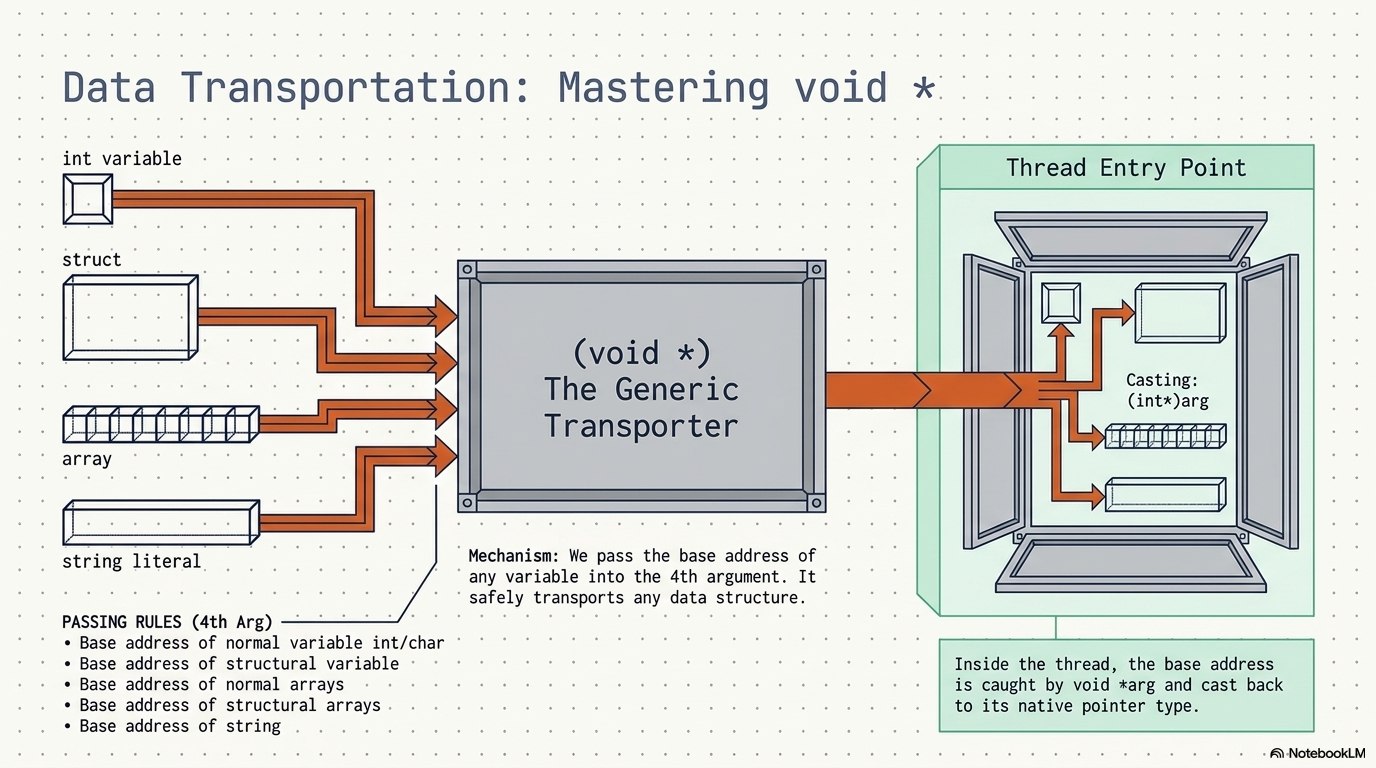 Data Transportation: Mastering void *
int variable
struct
array
string literal
(void *)
The Generic
Transporter
Mechanism: We pass the base address of
any variable into the 4th argument. It
safely transports any data structure.
PASSING RULES (4th Arg)
• Base address of normal variable int/char
• Base address of structural variable
• Base address of normal arrays
• Base address of structural arrays
• Base address of string
Thread Entry Point
Casting:
(int*)arg
Inside the thread, the base address
is caught by void *arg and cast back
to its native pointer type.
NotebookLM